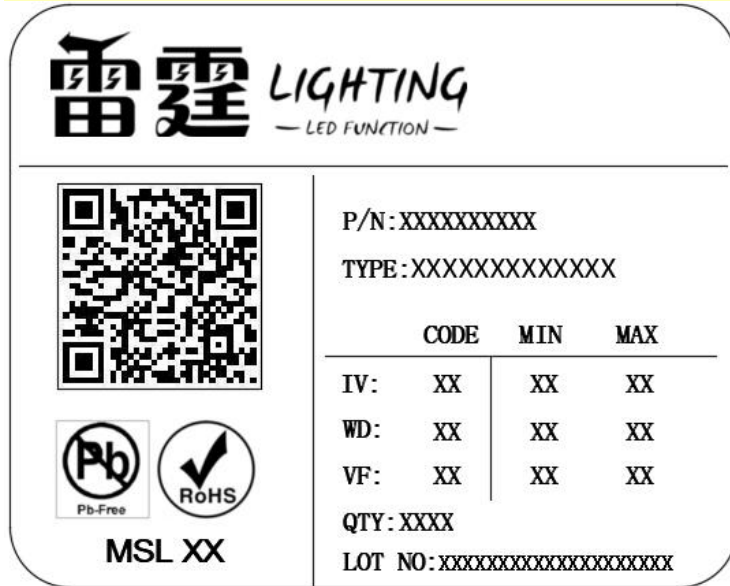 雷霆 LIGHTING
— LED FUNCTION —
P/N:XXXXXXXXXX
TYPE:XXXXXXXXXXXXX
CODE MIN MAX
IV: XX XX XX
WD: XX XX XX
VF: XX XX XX
QTY:XXXX
LOT NO:XXXXXXXXXXXXXXXXXXXX
Pb
Pb-Free
RoHS
MSL XX